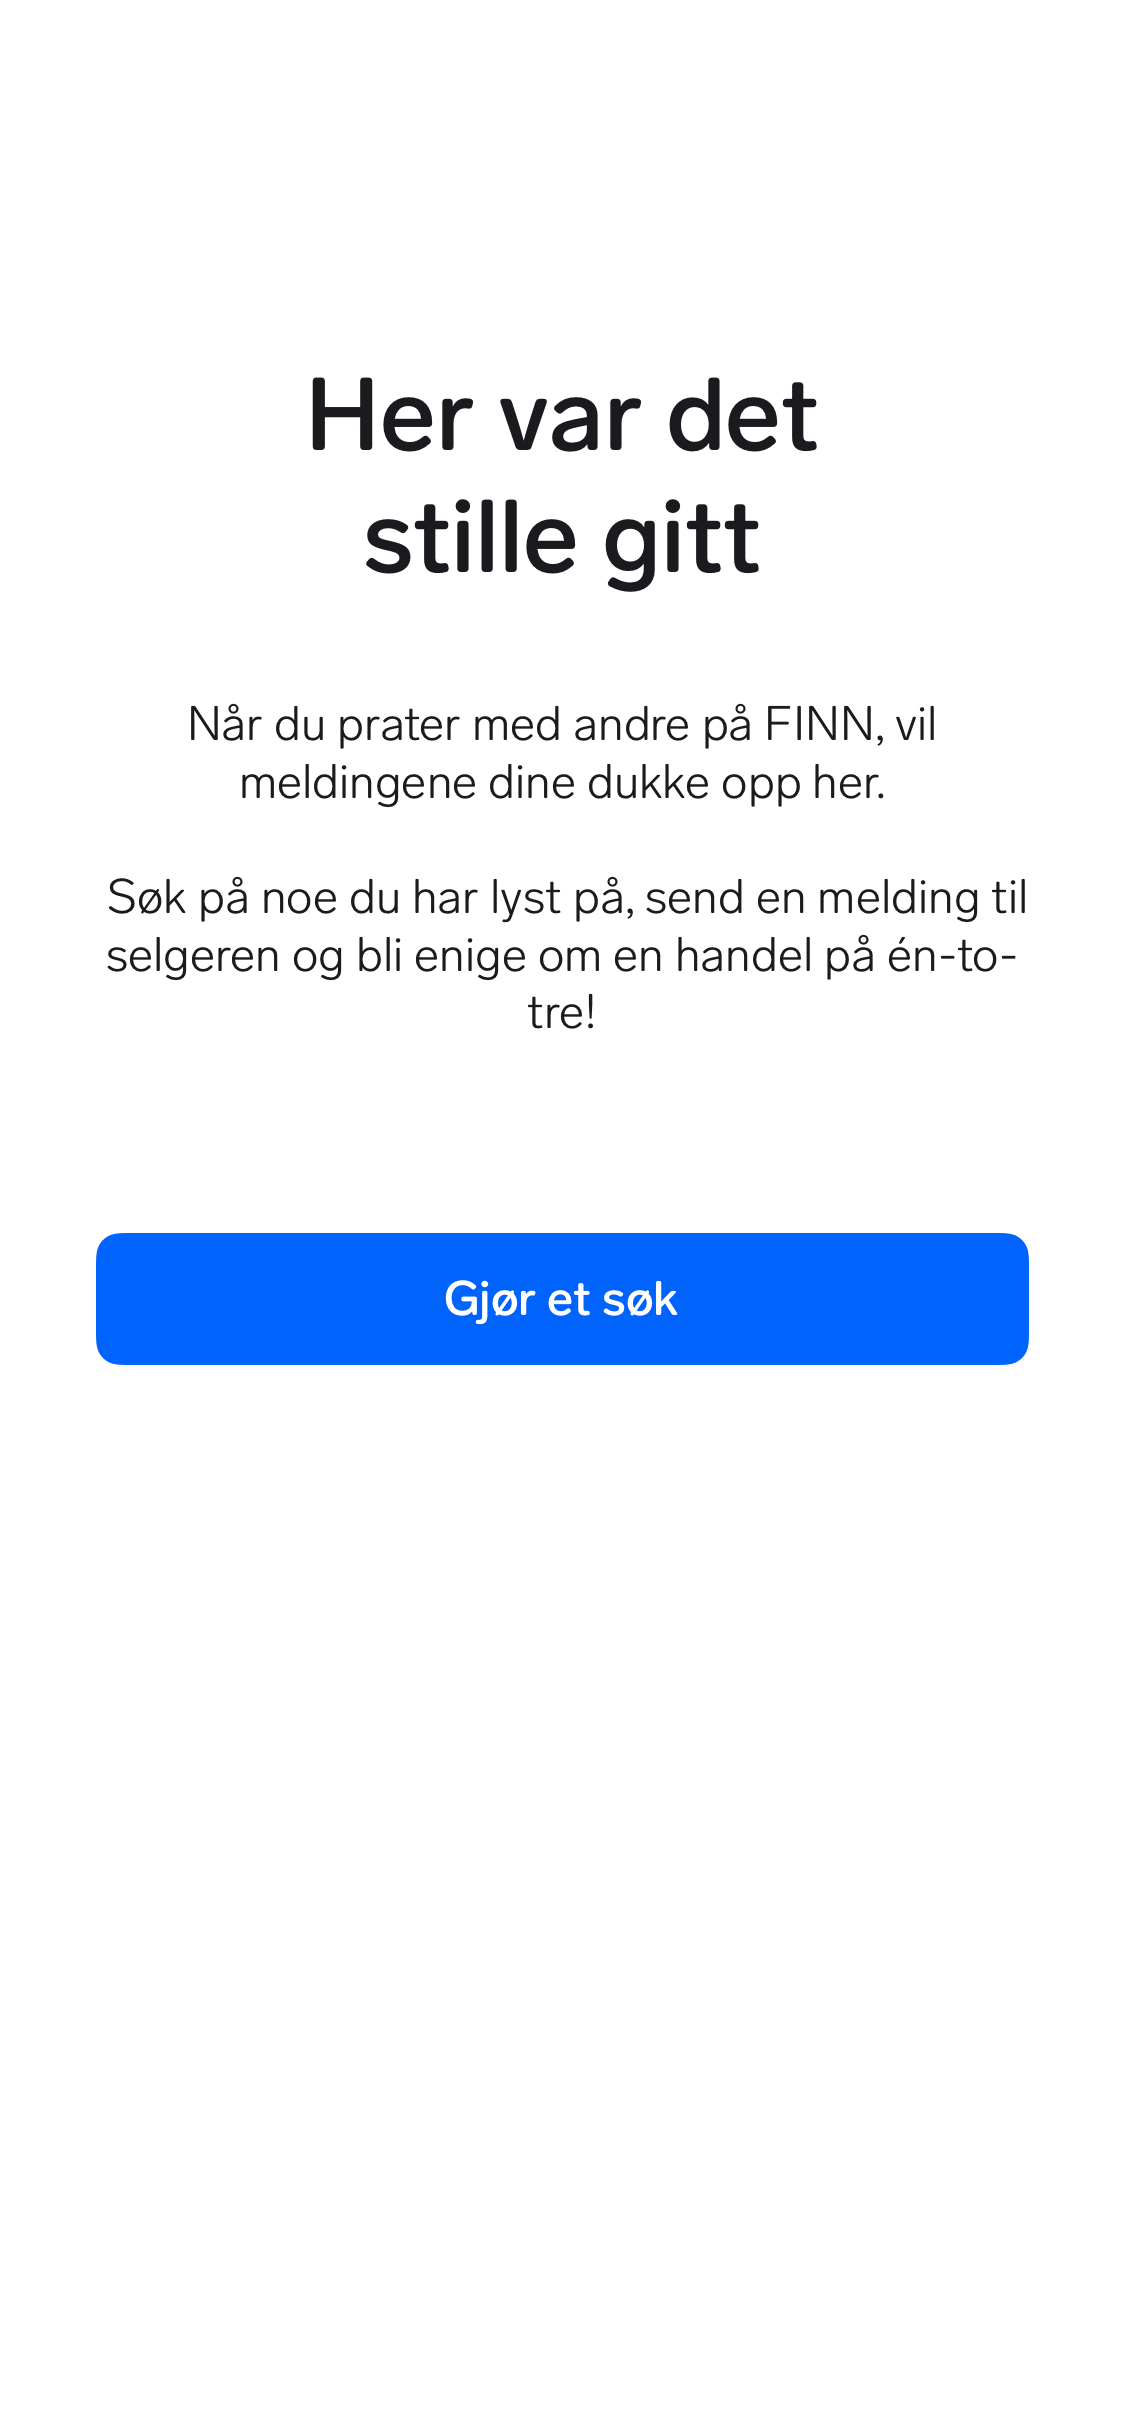 Her var det
stille gitt
Når du prater med andre på FINN, vil
meldingene dine dukke opp her.
Søk på noe du har lyst på, send en melding til
selgeren og bli enige om en handel på én-to-
tre!
Gjør et søk